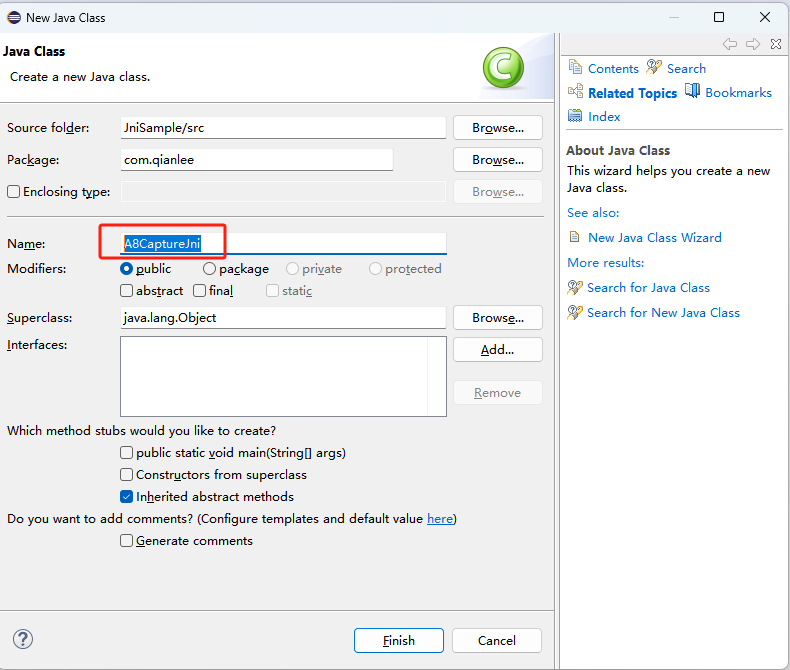 New Java Class
Java Class
Create a new Java class.
C
Source folder: JniSample/src Browse...
Package: com.qianlee Browse...
Enclosing type: Browse...
Name: A8CaptureJni
Modifiers: public package private protected
abstract final static
Superclass: java.lang.Object Browse...
Interfaces: Add...
Remove
Which method stubs would you like to create?
public static void main(String[] args)
Constructors from superclass
Inherited abstract methods
Do you want to add comments? (Configure templates and default value here)
Generate comments
? Finish Cancel
Contents Search
Related Topics Bookmarks
Index
About Java Class
This wizard helps you create a new
Java class.
See also:
New Java Class Wizard
More results:
Search for Java Class
Search for New Java Class